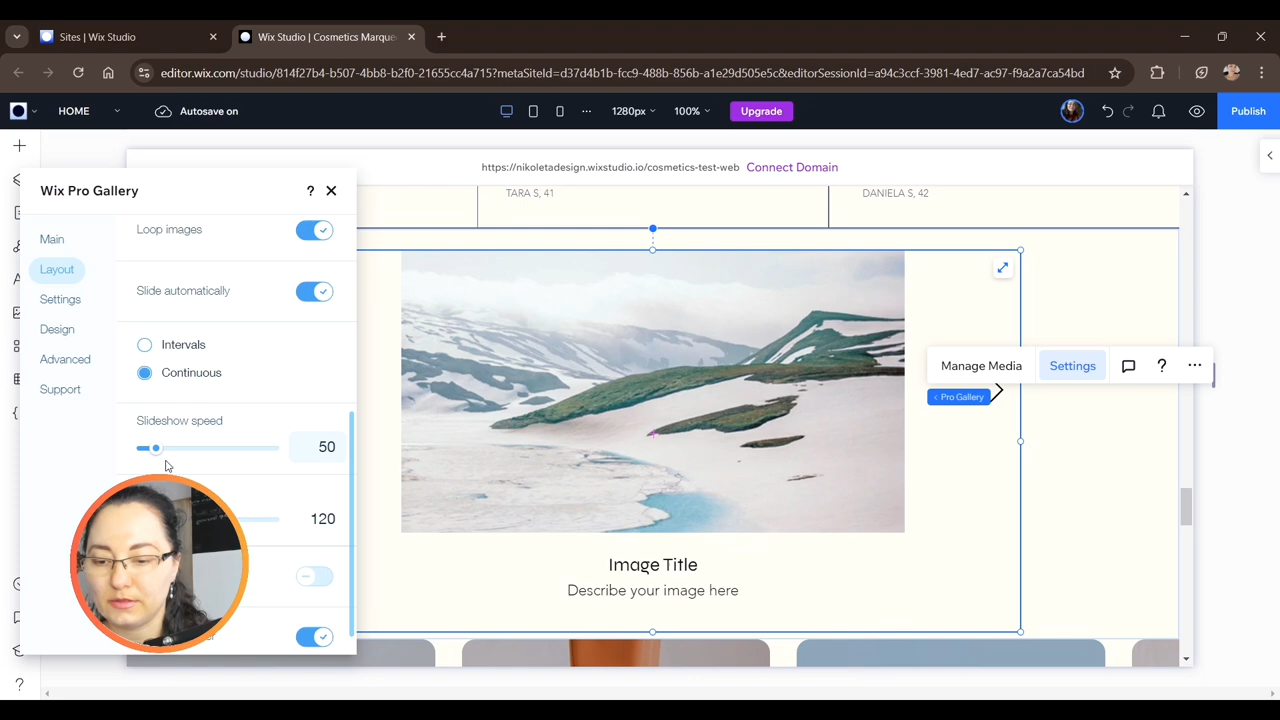 Sites | Wix Studio
Wix Studio | Cosmetics Marque
editor.wix.com/studio/814f27b4-b507-4bb8-b2f0-21655cc4a715?metaSiteId=d37d4b1b-fcc9-488b-856b-a1e29d505e5c&editorSessionId=a94c3ccf-3981-4ed7-ac97-f9a2a7ca54bd
HOME
Autosave on
1280px
100%
Upgrade
Publish
https://nikoletadesign.wixstudio.io/cosmetics-test-web Connect Domain
TARA S, 41
DANIELA S, 42
Wix Pro Gallery
?
Main
Layout
Settings
Design
Advanced
Support
Loop images
Slide automatically
Intervals
Continuous
Slideshow speed
50
120
Manage Media
Settings
?
< Pro Gallery
Image Title
Describe your image here
?